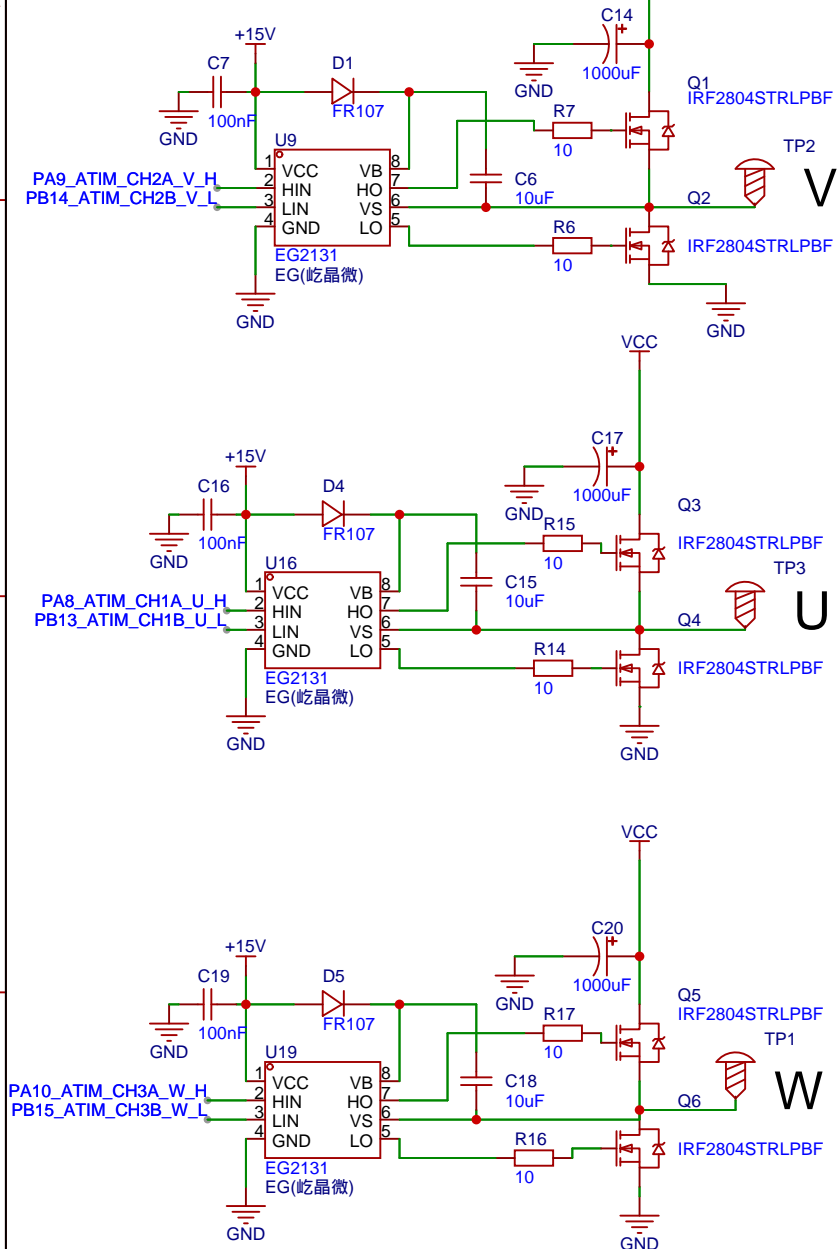 C14
+15V
1000uF
GND
C7
D1
100nF
FR107
GND
Q1
IRF2804STRLPBF
R7
10
TP2
V
U9
1 VCC VB 8
2 HIN HO 7
3 LIN VS 6
4 GND LO 5
PA9_ATIM_CH2A_V_H
PB14_ATIM_CH2B_V_L
C6
10uF
Q2
R6
10
IRF2804STRLPBF
EG2131
EG(屹晶微)
GND
GND
VCC
C17
1000uF
GND
+15V
C16
D4
100nF
FR107
GND
Q3
IRF2804STRLPBF
R15
10
TP3
U
U16
1 VCC VB 8
2 HIN HO 7
3 LIN VS 6
4 GND LO 5
PA8_ATIM_CH1A_U_H
PB13_ATIM_CH1B_U_L
C15
10uF
Q4
R14
10
IRF2804STRLPBF
EG2131
EG(屹晶微)
GND
GND
VCC
C20
1000uF
GND
+15V
C19
D5
100nF
FR107
GND
Q5
IRF2804STRLPBF
R17
10
TP1
W
U19
1 VCC VB 8
2 HIN HO 7
3 LIN VS 6
4 GND LO 5
PA10_ATIM_CH3A_W_H
PB15_ATIM_CH3B_W_L
C18
10uF
Q6
R16
10
IRF2804STRLPBF
EG2131
EG(屹晶微)
GND
GND